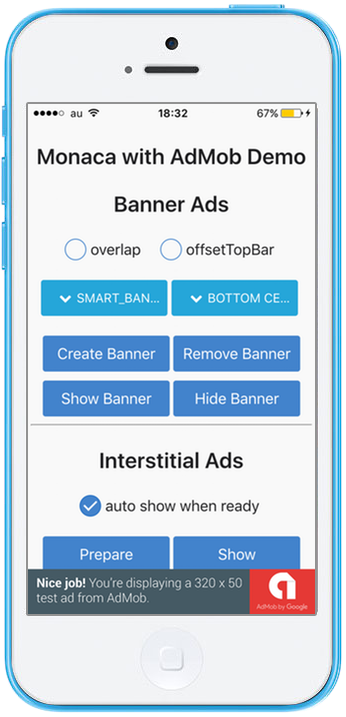 au 18:32 67%
Monaca with AdMob Demo
Banner Ads
overlap offsetTopBar
SMART_BAN... BOTTOM CE...
Create Banner Remove Banner
Show Banner Hide Banner
Interstitial Ads
auto show when ready
Prepare Show
Nice job! You're displaying a 320 x 50
test ad from AdMob.
AdMob by Google